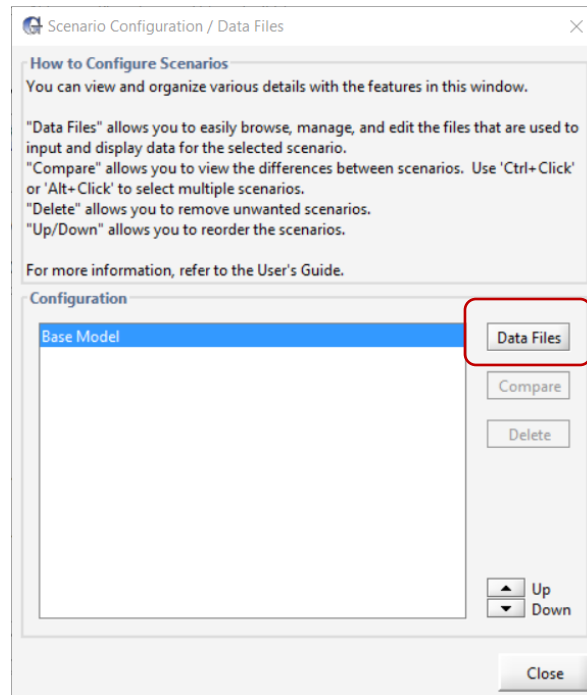 Scenario Configuration / Data Files
How to Configure Scenarios
You can view and organize various details with the features in this window.
"Data Files" allows you to easily browse, manage, and edit the files that are used to
input and display data for the selected scenario.
"Compare" allows you to view the differences between scenarios.  Use 'Ctrl+Click'
or 'Alt+Click' to select multiple scenarios.
"Delete" allows you to remove unwanted scenarios.
"Up/Down" allows you to reorder the scenarios.
For more information, refer to the User's Guide.
Configuration
Base Model
Data Files
Compare
Delete
Up
Down
Close